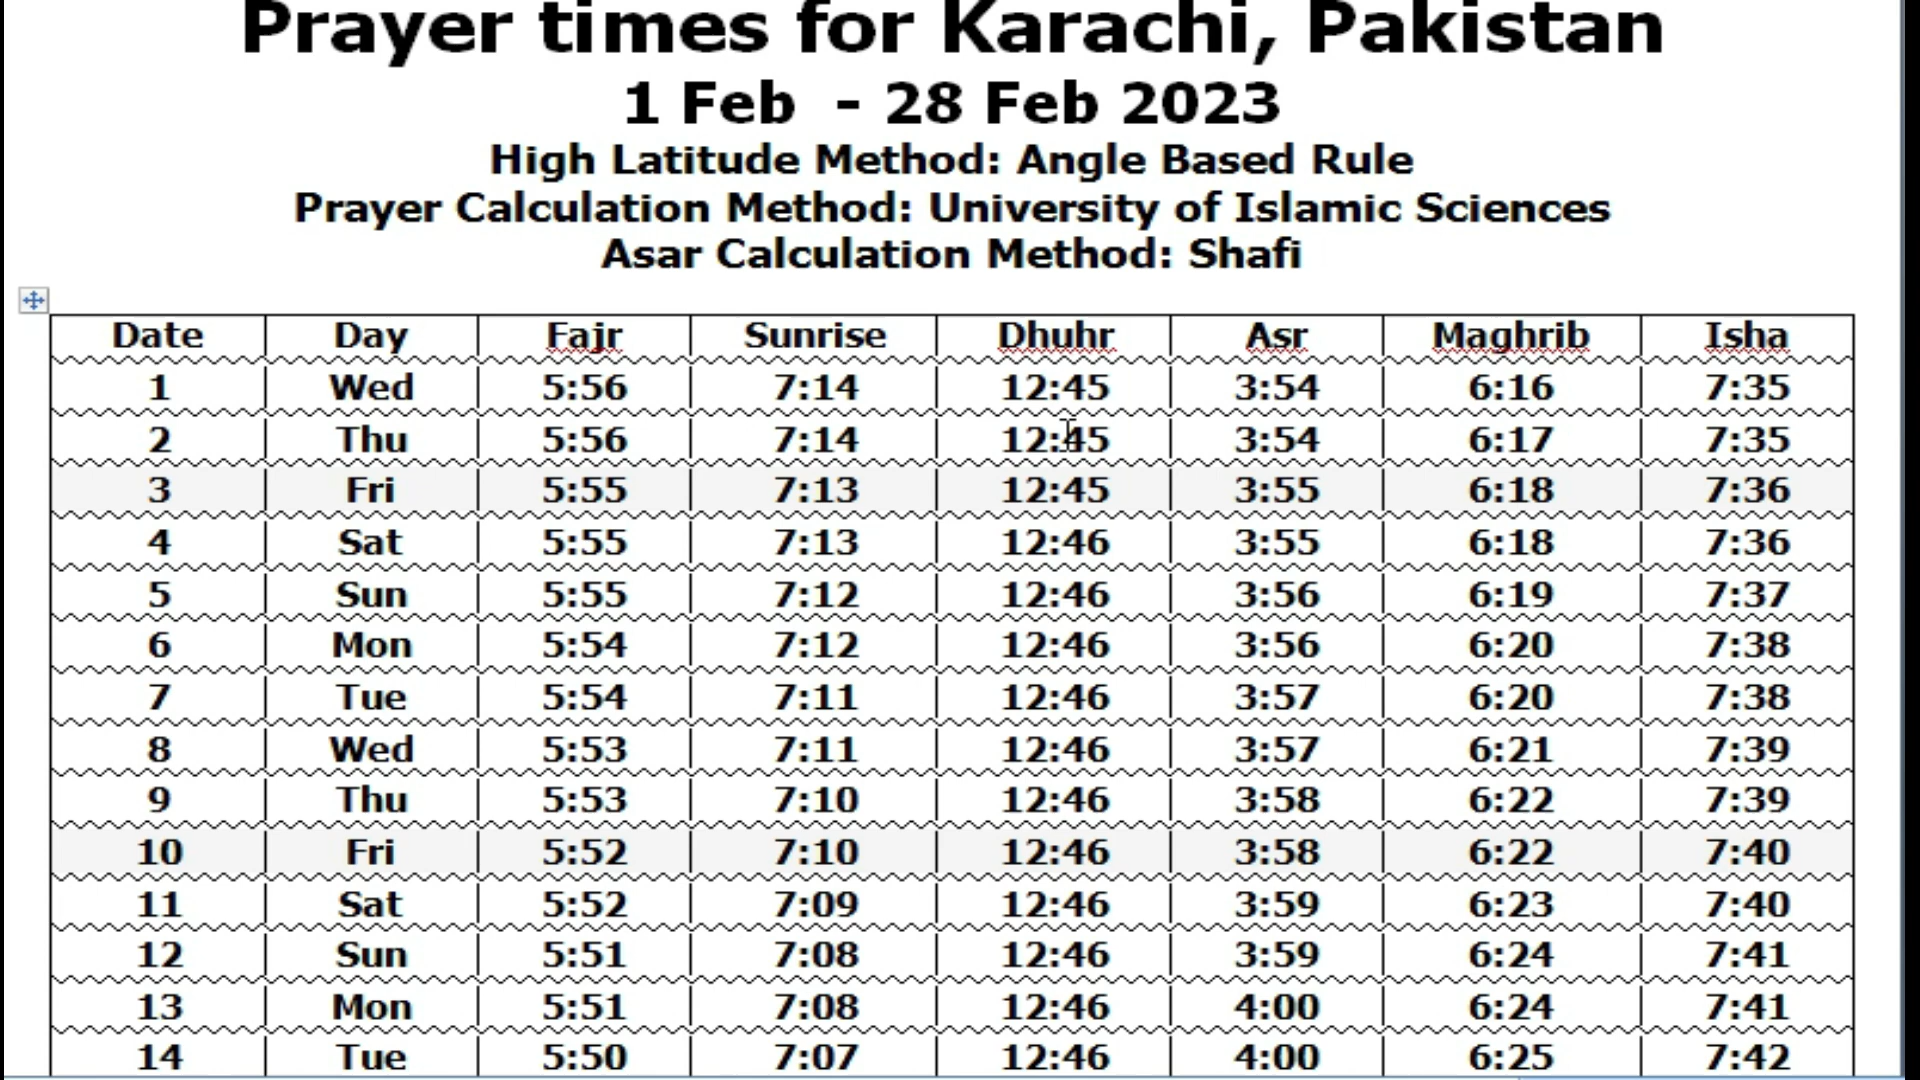 Prayer times for Karachi, Pakistan
1 Feb - 28 Feb 2023
High Latitude Method: Angle Based Rule
Prayer Calculation Method: University of Islamic Sciences
Asar Calculation Method: Shafi
Date Day Fajr Sunrise Dhuhr Asr Maghrib Isha
1 Wed 5:56 7:14 12:45 3:54 6:16 7:35
2 Thu 5:56 7:14 12:45 3:54 6:17 7:35
3 Fri 5:55 7:13 12:45 3:55 6:18 7:36
4 Sat 5:55 7:13 12:46 3:55 6:18 7:36
5 Sun 5:55 7:12 12:46 3:56 6:19 7:37
6 Mon 5:54 7:12 12:46 3:56 6:20 7:38
7 Tue 5:54 7:11 12:46 3:57 6:20 7:38
8 Wed 5:53 7:11 12:46 3:57 6:21 7:39
9 Thu 5:53 7:10 12:46 3:58 6:22 7:39
10 Fri 5:52 7:10 12:46 3:58 6:22 7:40
11 Sat 5:52 7:09 12:46 3:59 6:23 7:40
12 Sun 5:51 7:08 12:46 3:59 6:24 7:41
13 Mon 5:51 7:08 12:46 4:00 6:24 7:41
14 Tue 5:50 7:07 12:46 4:00 6:25 7:42